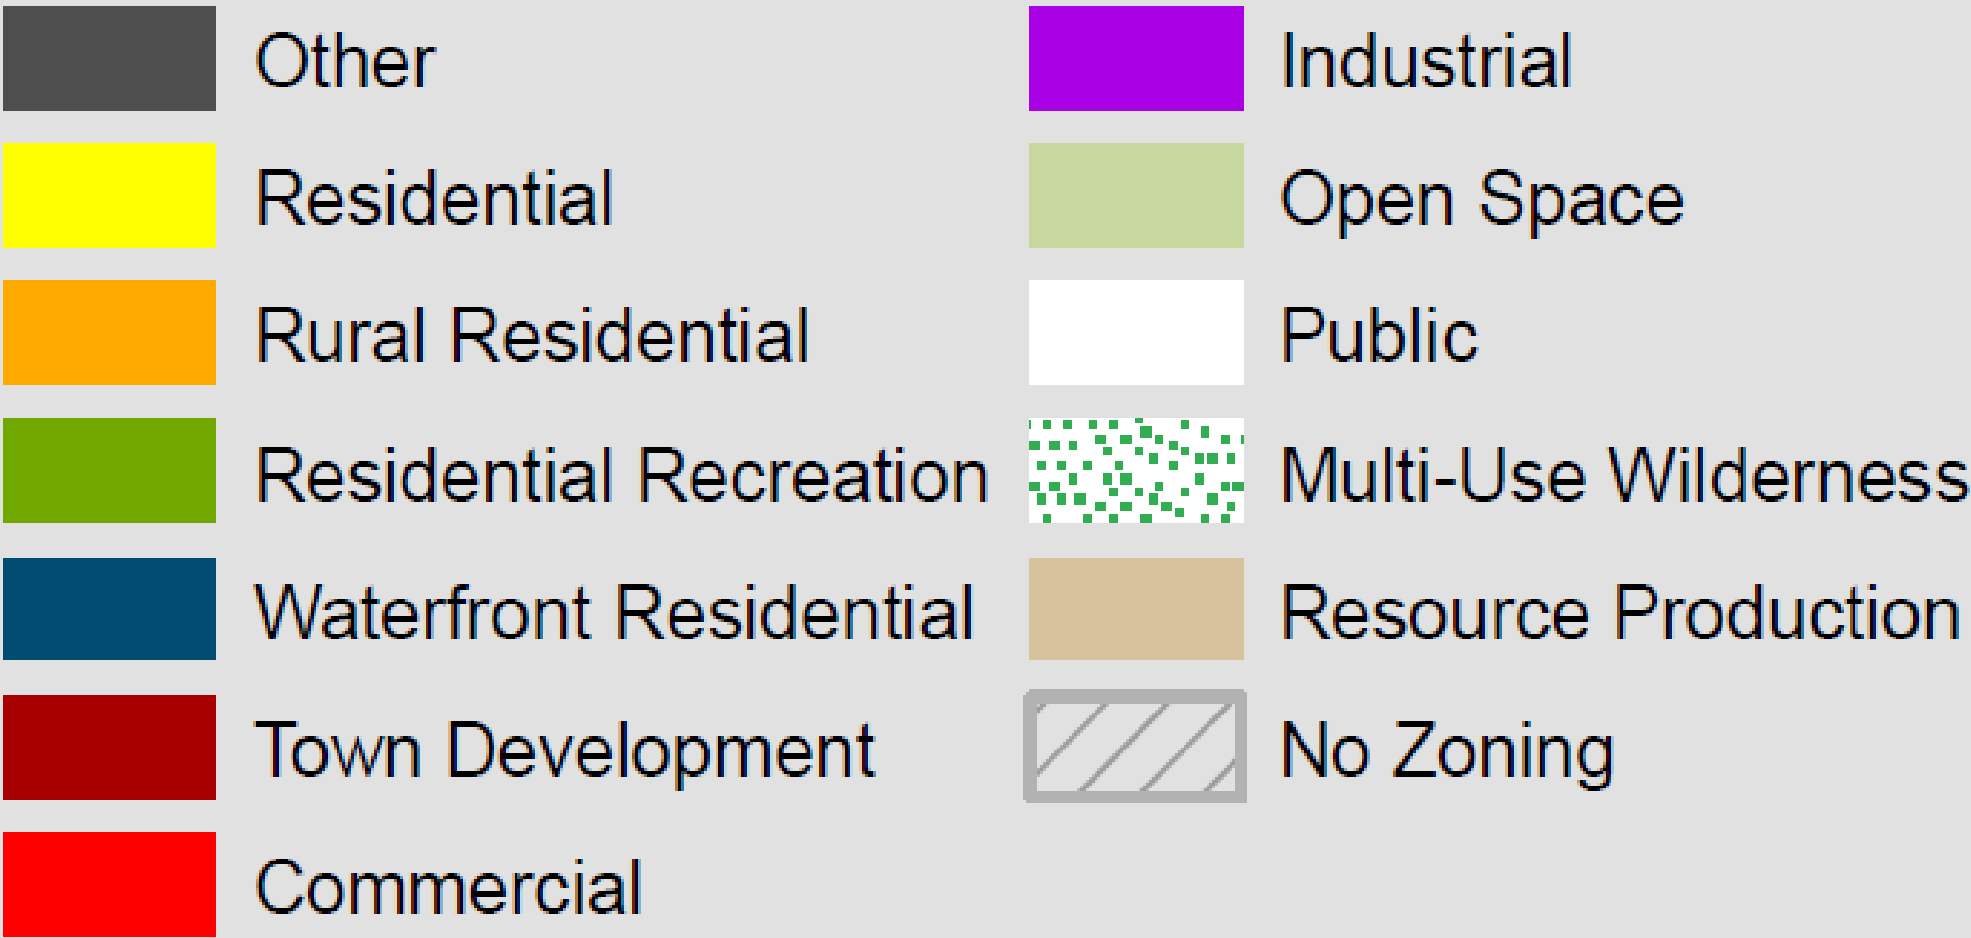 Other
Residential
Rural Residential
Residential Recreation
Waterfront Residential
Town Development
Commercial
Industrial
Open Space
Public
Multi-Use Wilderness
Resource Production
No Zoning